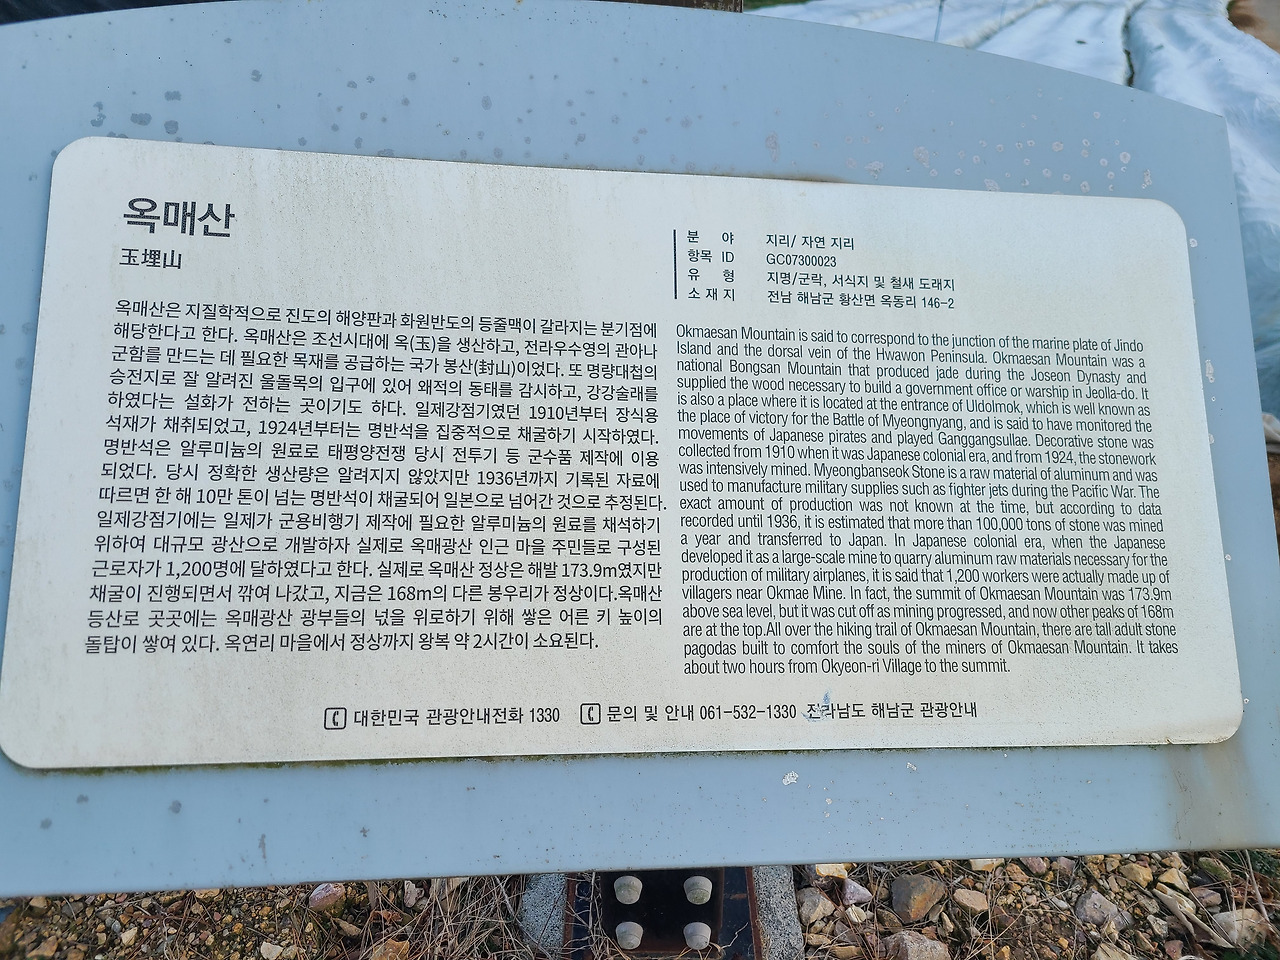 옥매산
玉埋山
분 야 지리/ 자연 지리
항목 ID GC07300023
유 형 지명/군락, 서식지 및 철새 도래지
소 재 지 전남 해남군 황산면 옥동리 146-2
옥매산은 지질학적으로 진도의 해양판과 화원반도의 등줄맥이 갈라지는 분기점에
해당한다고 한다. 옥매산은 조선시대에 옥(玉)을 생산하고, 전라우수영의 관아나
군함를 만드는 데 필요한 목재를 공급하는 국가 봉산(封山)이었다. 또 명량대첩의
승전지로 잘 알려진 울돌목의 입구에 있어 왜적의 동태를 감시하고, 강강술래를
하였다는 설화가 전하는 곳이기도 하다. 일제강점기였던 1910년부터 장식용
석재가 채취되었고, 1924년부터는 명반석을 집중적으로 채굴하기 시작하였다.
명반석은 알루미늄의 원료로 태평양전쟁 당시 전투기 등 군수품 제작에 이용
되었다. 당시 정확한 생산량은 알려지지 않았지만 1936년까지 기록된 자료에
따르면 한 해 10만 톤이 넘는 명반석이 채굴되어 일본으로 넘어간 것으로 추정된다.
일제강점기에는 일제가 군용비행기 제작에 필요한 알루미늄의 원료를 채석하기
위하여 대규모 광산으로 개발하자 실제로 옥매광산 인근 마을 주민들로 구성된
근로자가 1,200명에 달하였다고 한다. 실제로 옥매산 정상은 해발 173.9m였지만
채굴이 진행되면서 깎여 나갔고, 지금은 168m의 다른 봉우리가 정상이다.옥매산
등산로 곳곳에는 옥매광산 광부들의 넋을 위로하기 위해 쌓은 어른 키 높이의
돌탑이 쌓여 있다. 옥연리 마을에서 정상까지 왕복 약 2시간이 소요된다.
Okmaesan Mountain is said to correspond to the junction of the marine plate of Jindo
Island and the dorsal vein of the Hwawon Peninsula. Okmaesan Mountain was a
national Bongsan Mountain that produced jade during the Joseon Dynasty and
supplied the wood necessary to build a government office or warship in Jeolla-do. It
is also a place where it is located at the entrance of Uldolmok, which is well known as
the place of victory for the Battle of Myeongnyang, and is said to have monitored the
movements of Japanese pirates and played Ganggangsullae. Decorative stone was
collected from 1910 when it was Japanese colonial era, and from 1924, the stonework
was intensively mined. Myeongbanseok Stone is a raw material of aluminum and was
used to manufacture military supplies such as fighter jets during the Pacific War. The
exact amount of production was not known at the time, but according to data
recorded until 1936, it is estimated that more than 100,000 tons of stone was mined
a year and transferred to Japan. In Japanese colonial era, when the Japanese
developed it as a large-scale mine to quarry aluminum raw materials necessary for the
production of military airplanes, it is said that 1,200 workers were actually made up of
villagers near Okmae Mine. In fact, the summit of Okmaesan Mountain was 173.9m
above sea level, but it was cut off as mining progressed, and now other peaks of 168m
are at the top.All over the hiking trail of Okmaesan Mountain, there are tall adult stone
pagodas built to comfort the souls of the miners of Okmaesan Mountain. It takes
about two hours from Okyeon-ri Village to the summit.
대한민국 관광안내전화 1330 문의 및 안내 061-532-1330 전라남도 해남군 관광안내